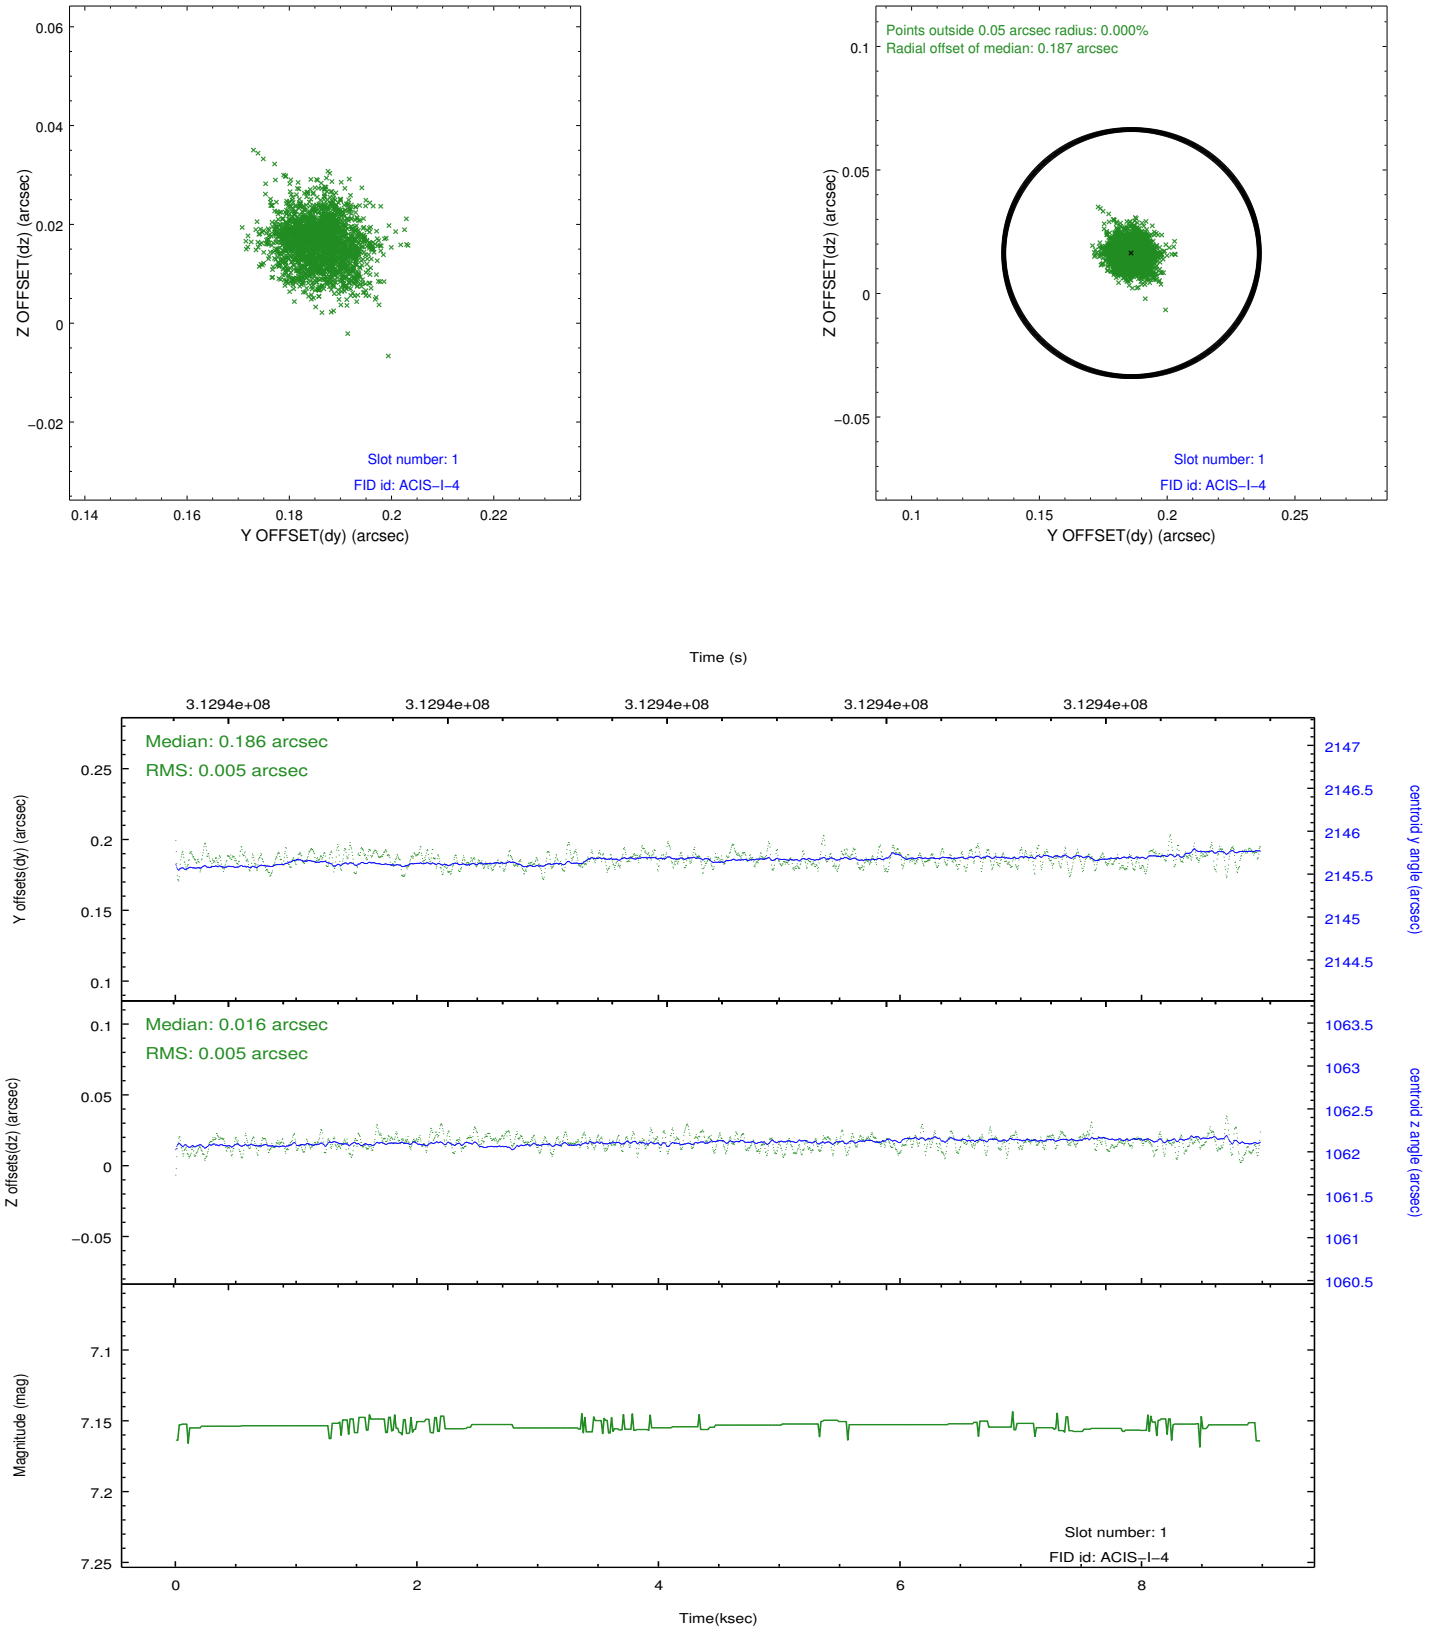 0.06
0.04
0.02
0
−0.02
Z OFFSET(dz) (arcsec)
Slot number: 1
FID id: ACIS−I−4
0.14 0.16 0.18 0.2 0.22
Y OFFSET(dy) (arcsec)
Points outside 0.05 arcsec radius: 0.000%
Radial offset of median: 0.187 arcsec
0.1
0.05
0
−0.05
Z OFFSET(dz) (arcsec)
Slot number: 1
FID id: ACIS−I−4
0.1 0.15 0.2 0.25
Y OFFSET(dy) (arcsec)
Time (s)
3.1294e+08 3.1294e+08 3.1294e+08 3.1294e+08 3.1294e+08
Median: 0.186 arcsec
RMS: 0.005 arcsec
0.25
0.2
0.15
0.1
Y offsets(dy) (arcsec)
2147
2146.5
2146
2145.5
2145
2144.5
centroid y angle (arcsec)
Median: 0.016 arcsec
RMS: 0.005 arcsec
0.1
0.05
0
−0.05
Z offsets(dz) (arcsec)
1063.5
1063
1062.5
1062
1061.5
1061
1060.5
centroid z angle (arcsec)
7.1
7.15
7.2
7.25
Magnitude (mag)
Slot number: 1
FID id: ACIS−I−4
0 2 4 6 8
Time(ksec)